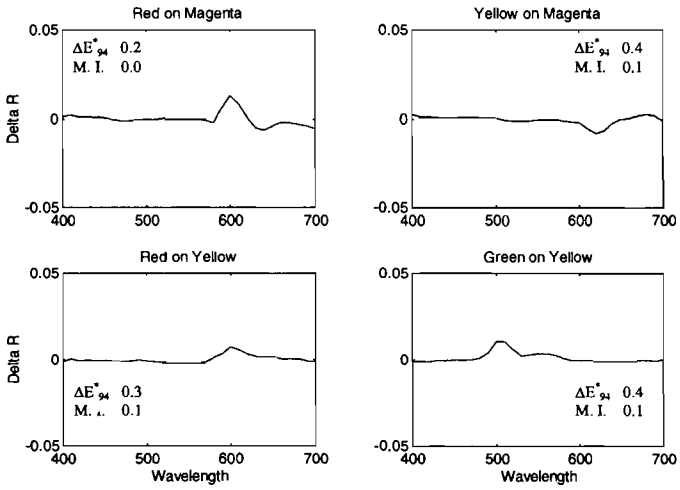 Red on Magenta
0.05
ΔE*94 0.2
M. I. 0.0
Delta R
0
-0.05
400 500 600 700
Yellow on Magenta
0.05
ΔE*94 0.4
M. I. 0.1
0
-0.05
400 500 600 700
Red on Yellow
0.05
Delta R
0
ΔE*94 0.3
M. 0.1
-0.05
400 500 600 700
Wavelength
Green on Yellow
0.05
0
ΔE*94 0.4
M. I. 0.1
-0.05
400 500 600 700
Wavelength